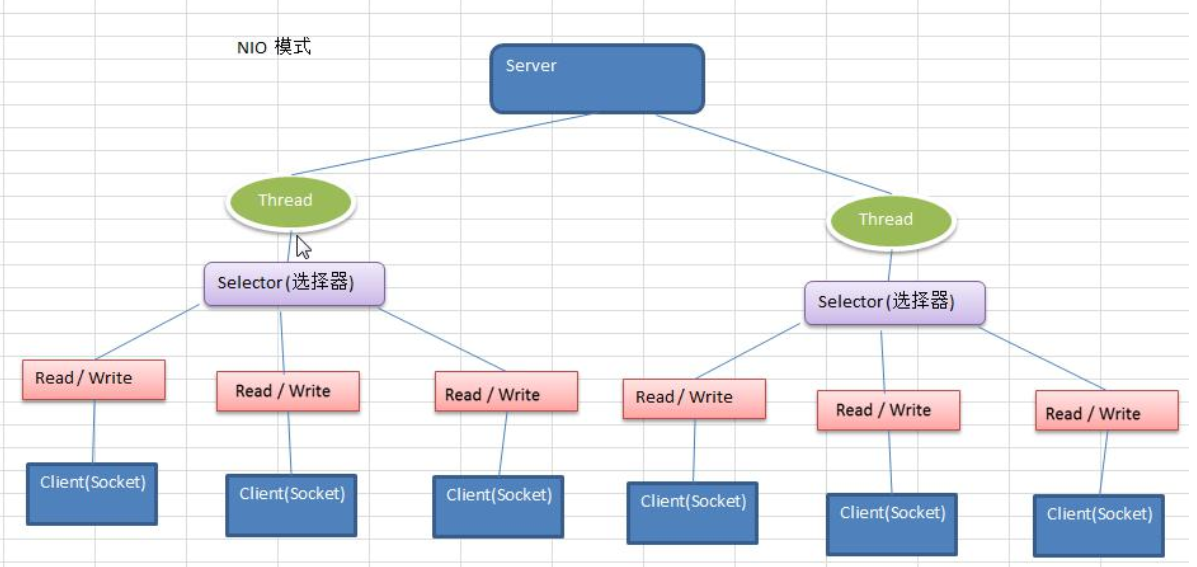 NIO 模式
Server
Thread
Thread
Selector (选择器)
Selector (选择器)
Read / Write
Read / Write
Read / Write
Read / Write
Read / Write
Read / Write
Client(Socket)
Client(Socket)
Client(Socket)
Client(Socket)
Client(Socket)
Client(Socket)